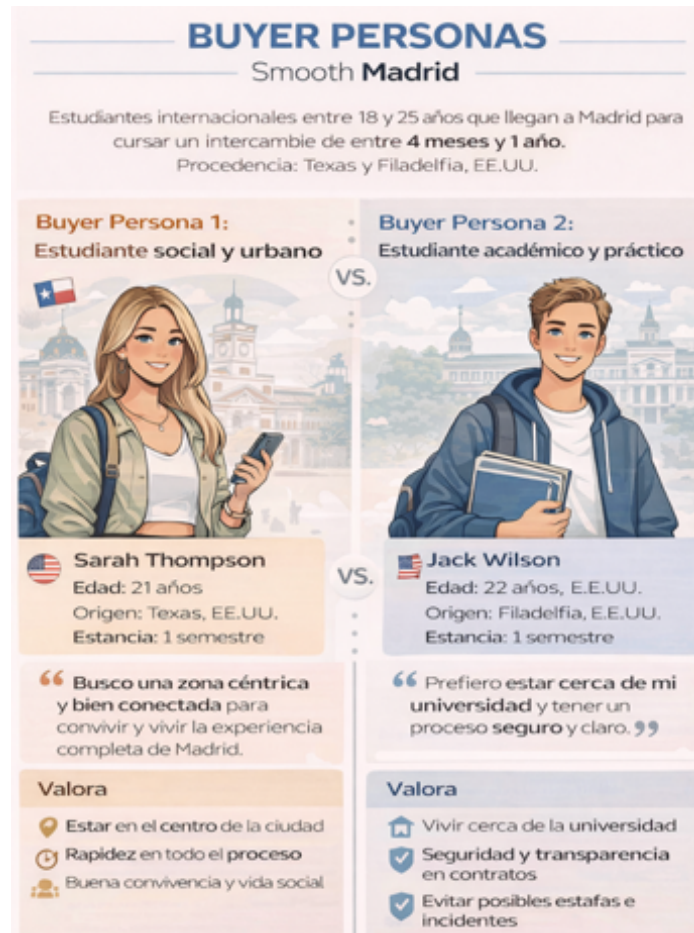 BUYER PERSONAS
Smooth Madrid
Estudiantes internacionales entre 18 y 25 años que llegan a Madrid para
cursar un intercambie de entre 4 meses y 1 año.
Procedencia: Texas y Filadelfia, EE.UU.
Buyer Persona 1:
Estudiante social y urbano
VS.
Buyer Persona 2:
Estudiante académico y práctico
Sarah Thompson
Edad: 21 años
Origen: Texas, EE.UU.
Estancia: 1 semestre
VS.
Jack Wilson
Edad: 22 años, E.E.UU.
Origen: Filadelfia, E.E.UU.
Estancia: 1 semestre
“ Busco una zona céntrica
y bien conectada para
convivir y vivir la experiencia
completa de Madrid.
“ Prefiero estar cerca de mi
universidad y tener un
proceso seguro y claro. ”
Valora
Estar en el centro de la ciudad
Rapidez en todo el proceso
Buena convivencia y vida social
Valora
Vivir cerca de la universidad
Seguridad y transparencia
en contratos
Evitar posibles estafas e
incidentes